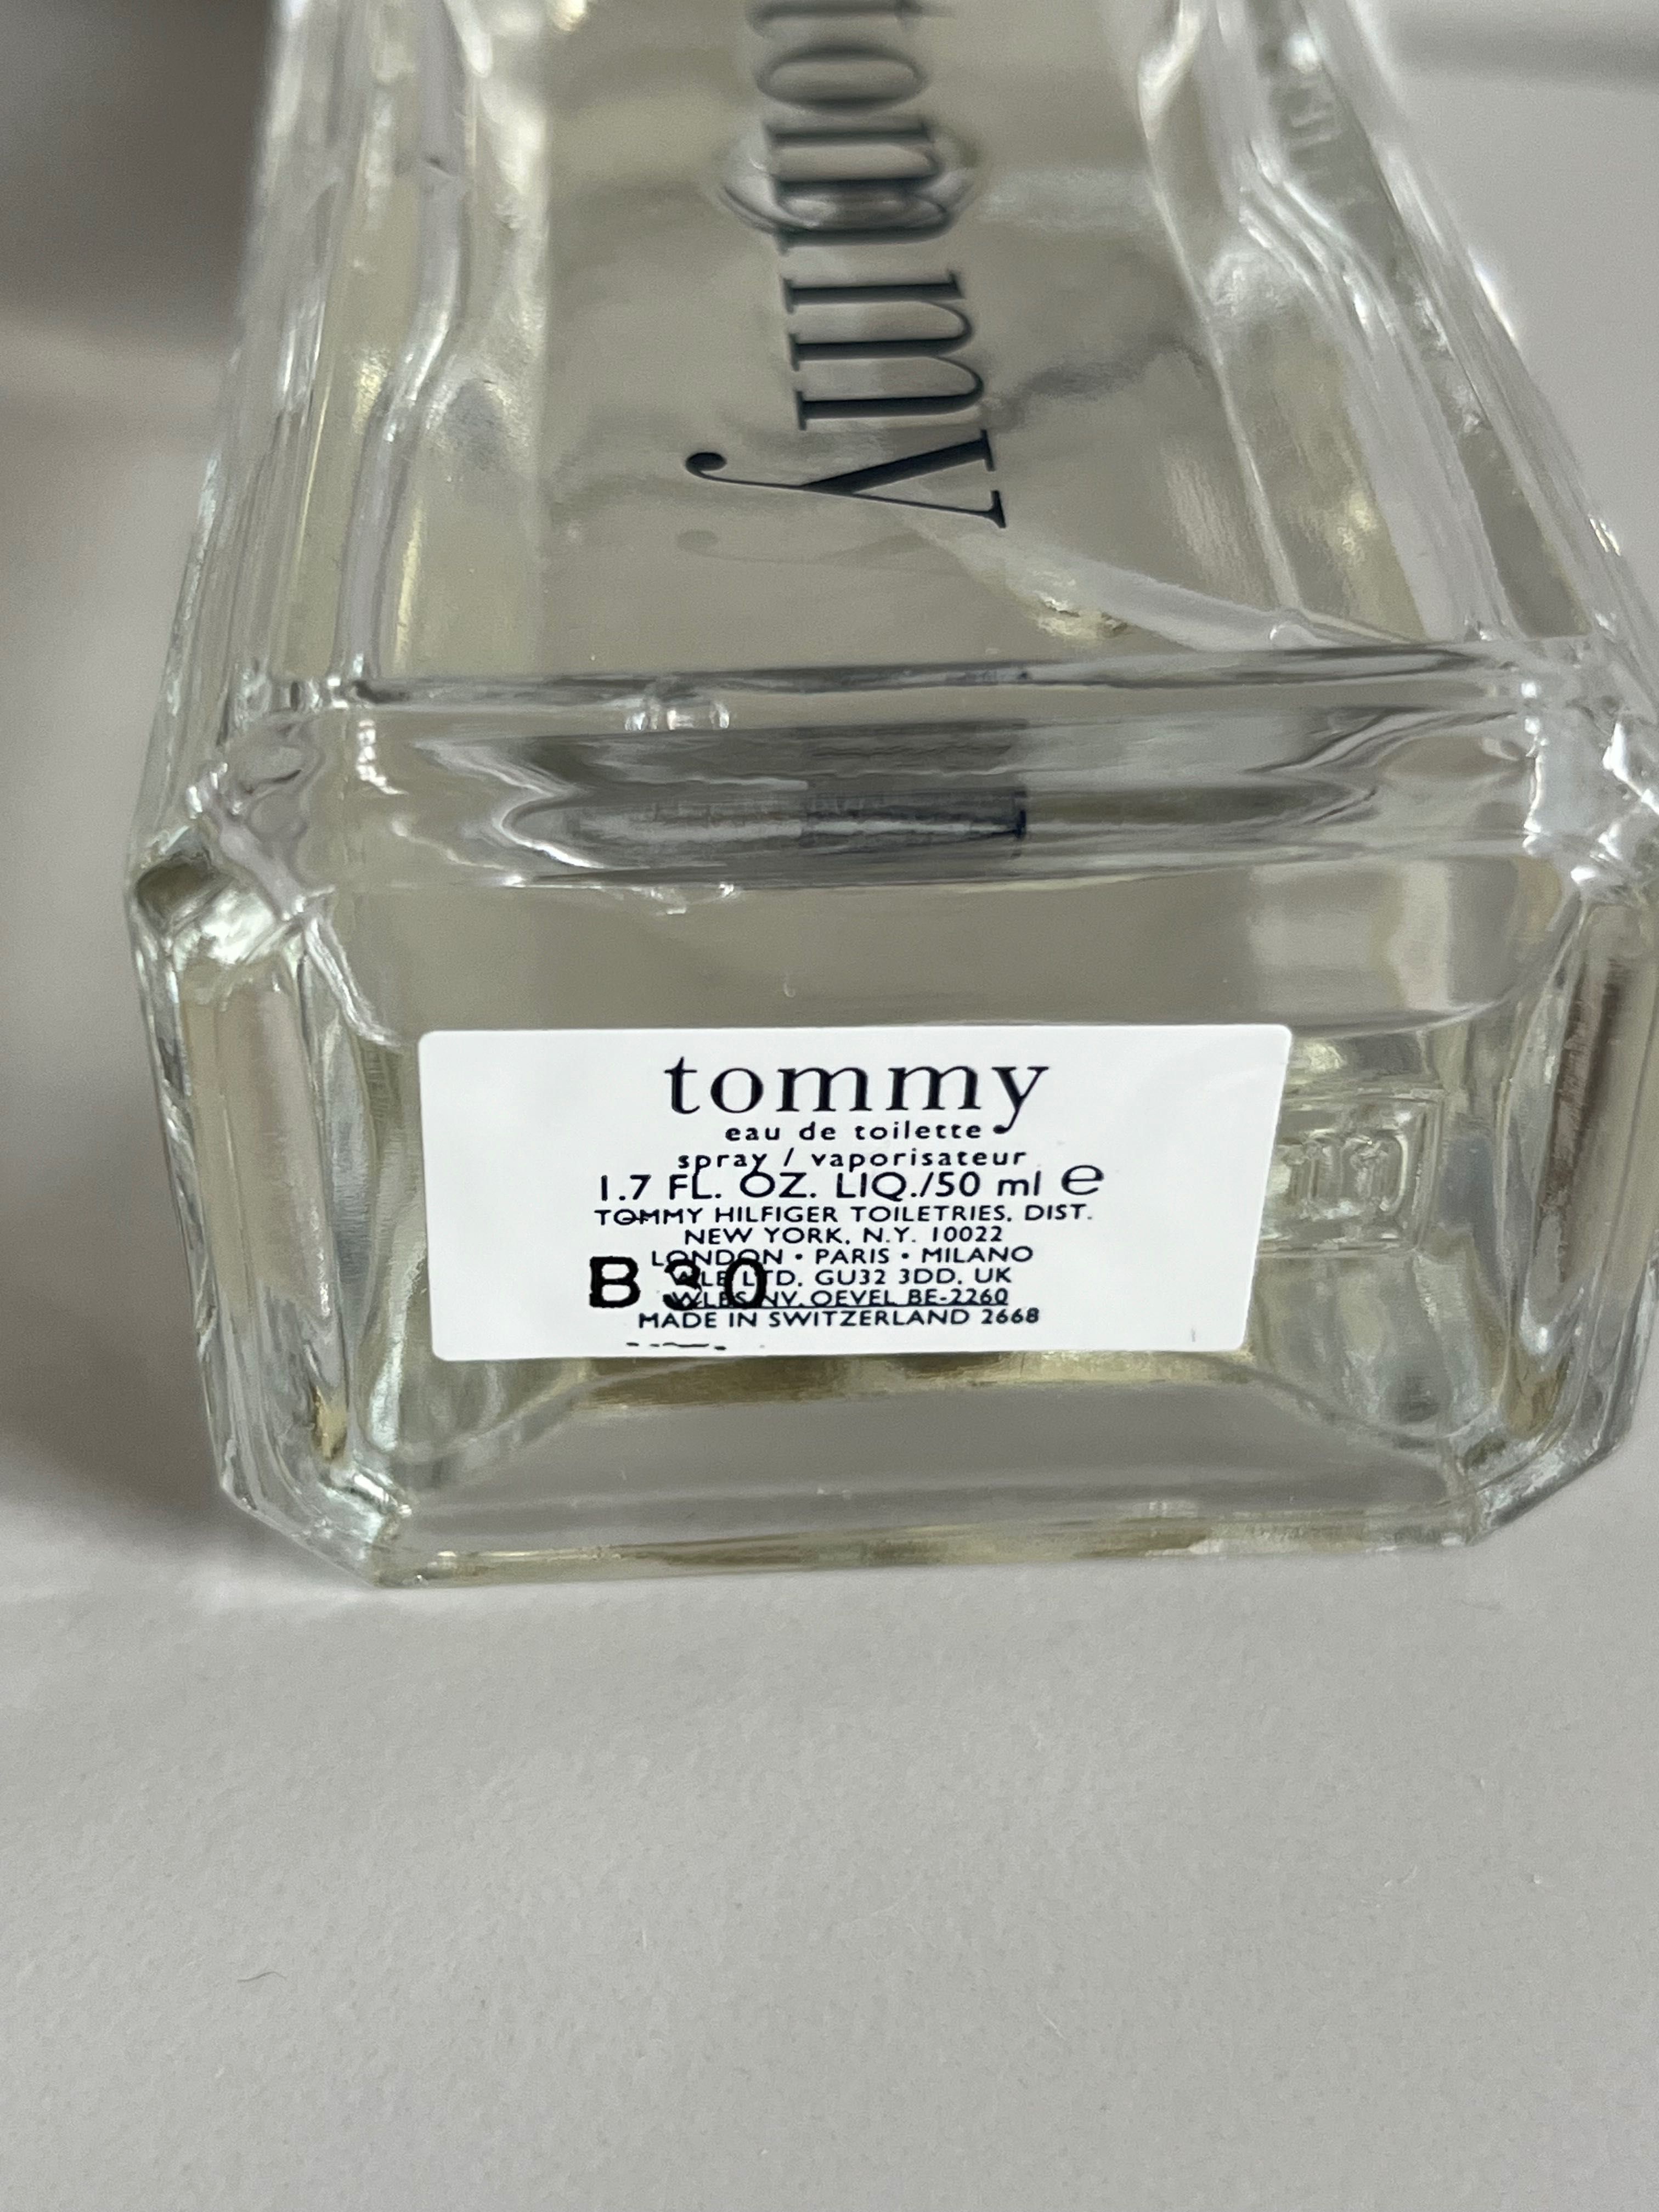 tommy
tommy
eau de toilette
spray / vaporisateur
1.7 FL. OZ. LIQ./50 ml e
TOMMY HILFIGER TOILETRIES, DIST.
NEW YORK, N.Y. 10022
LONDON • PARIS • MILANO
LTD. GU32 3DD, UK
B30
NV. OEVEL BE-2260
MADE IN SWITZERLAND 2668